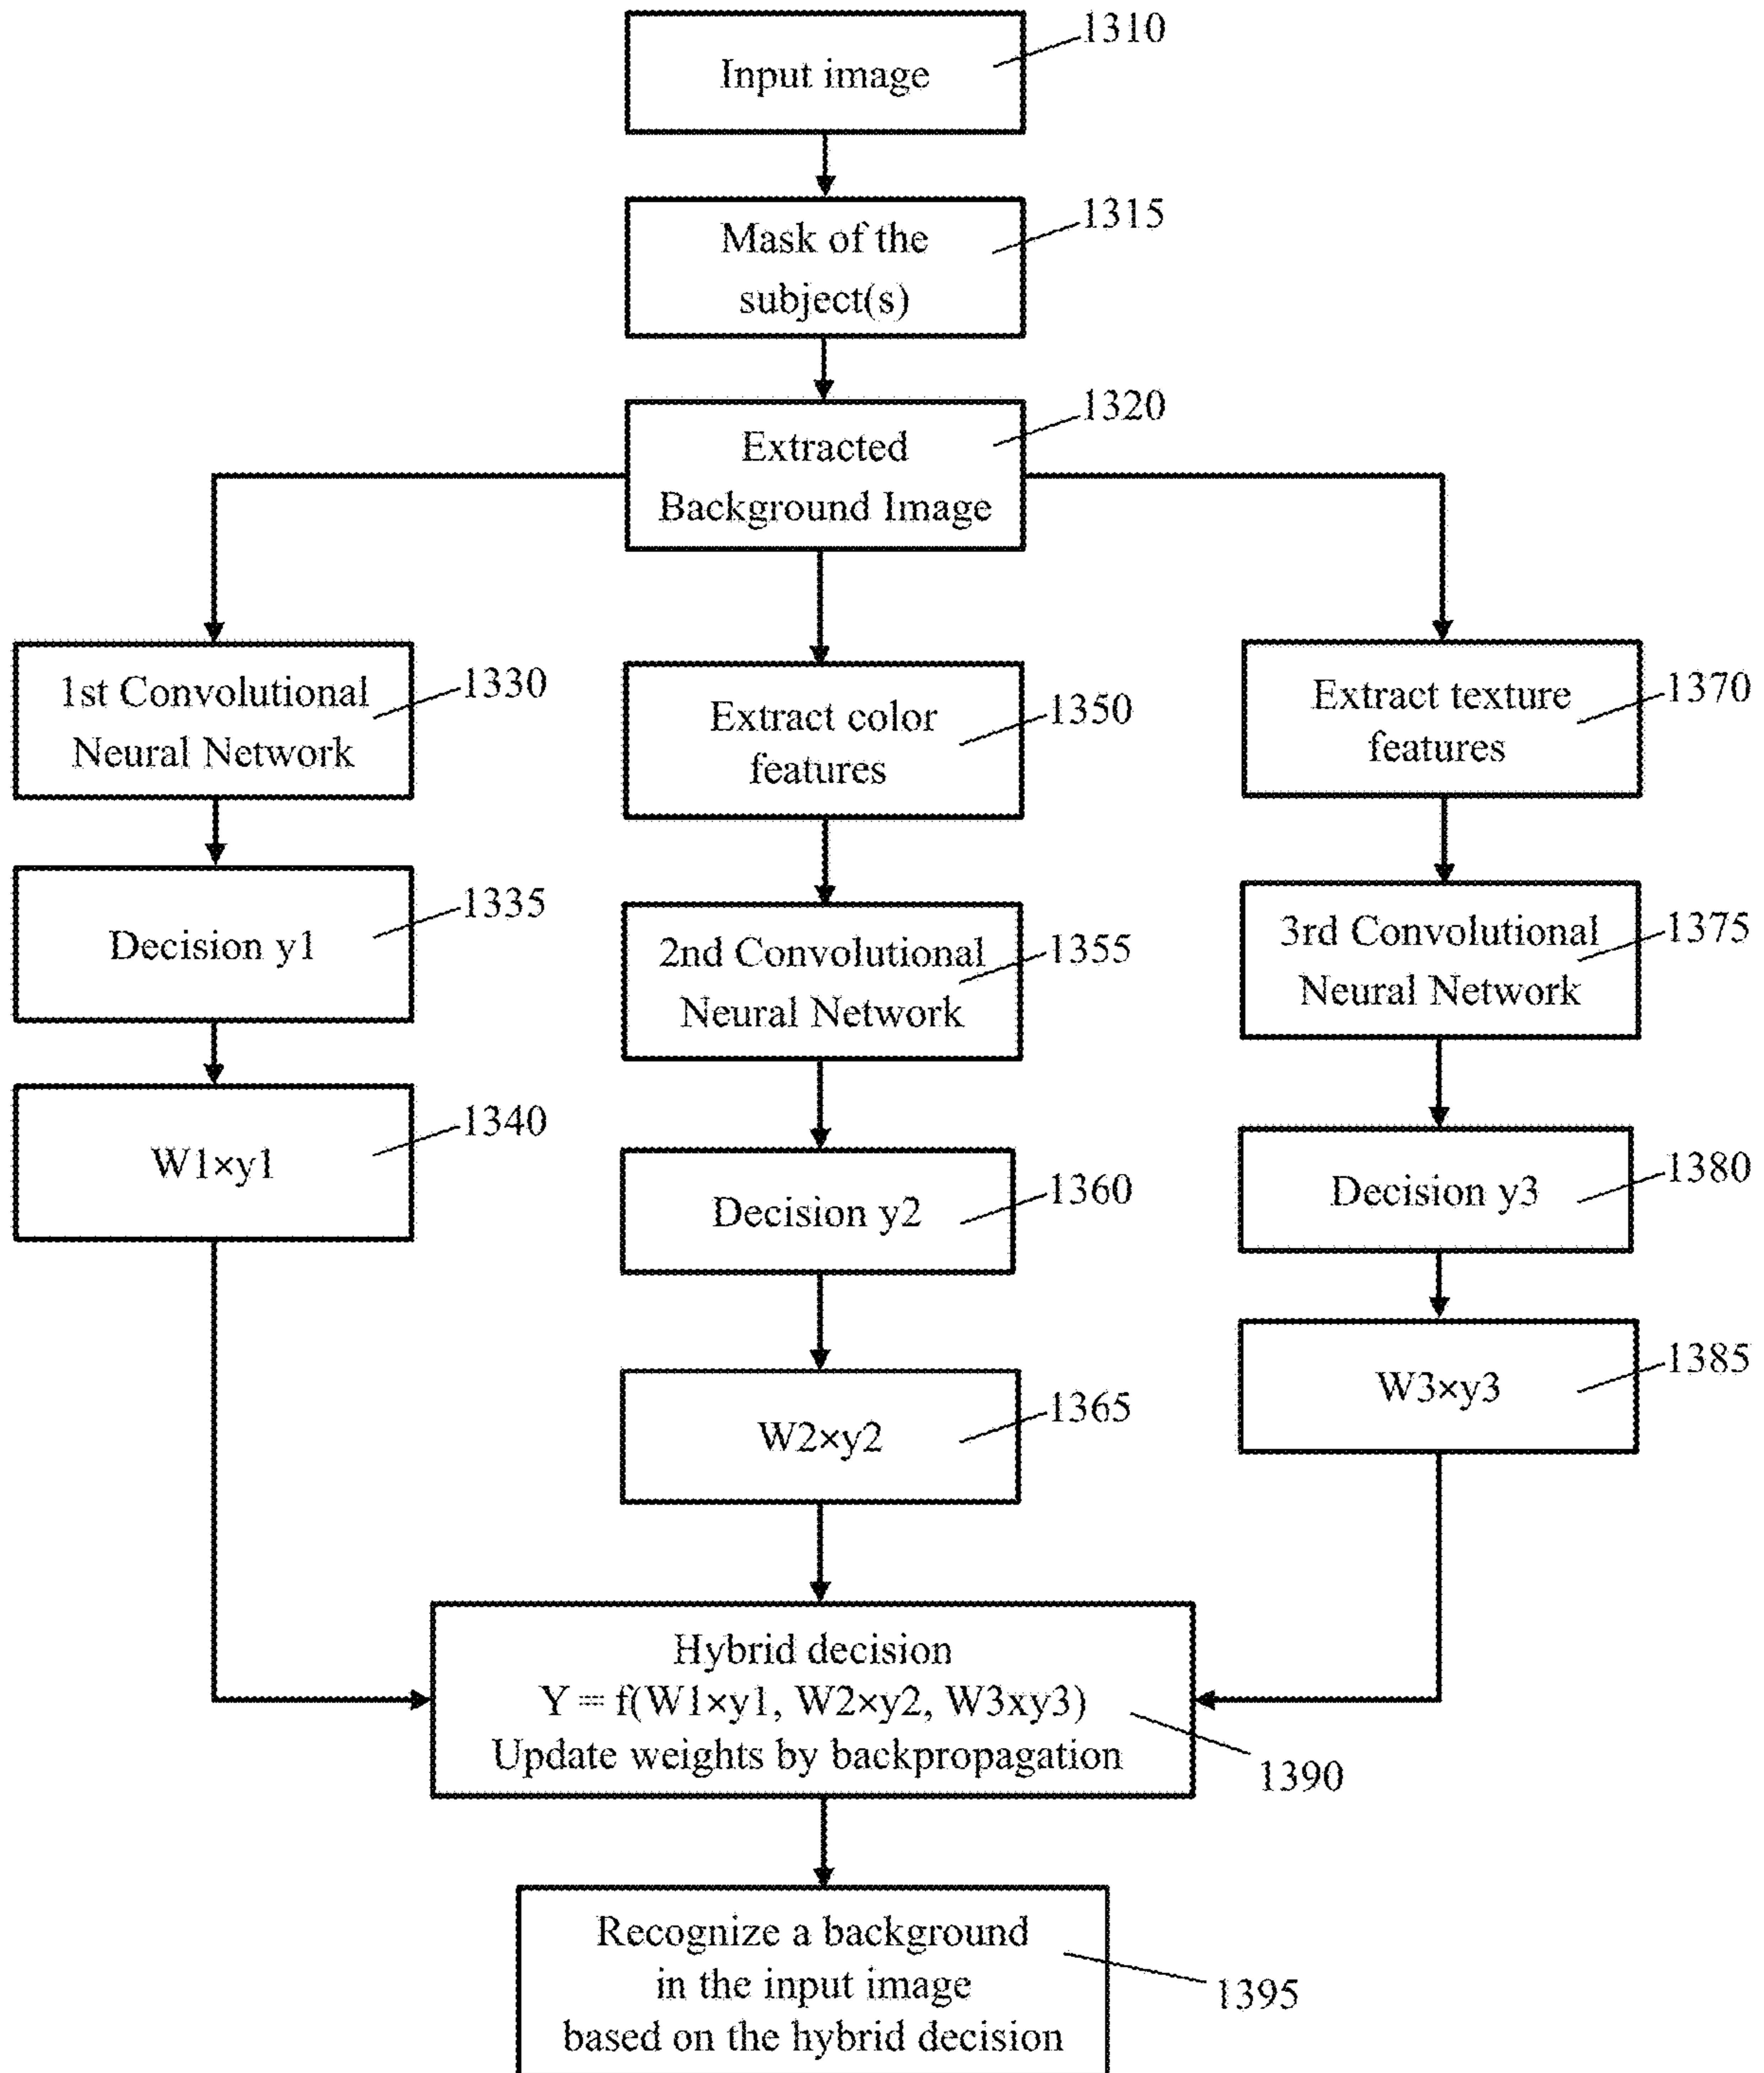 Input image
1310
Mask of the
subject(s)
1315
Extracted
Background Image
1320
1st Convolutional
Neural Network
1330
Extract color
features
1350
Extract texture
features
1370
Decision y1
1335
2nd Convolutional
Neural Network
1355
3rd Convolutional
Neural Network
1375
W1×y1
1340
Decision y2
1360
Decision y3
1380
W2×y2
1365
W3×y3
1385
Hybrid decision
Y = f(W1×y1, W2×y2, W3xy3)
Update weights by backpropagation
1390
Recognize a background
in the input image
based on the hybrid decision
1395